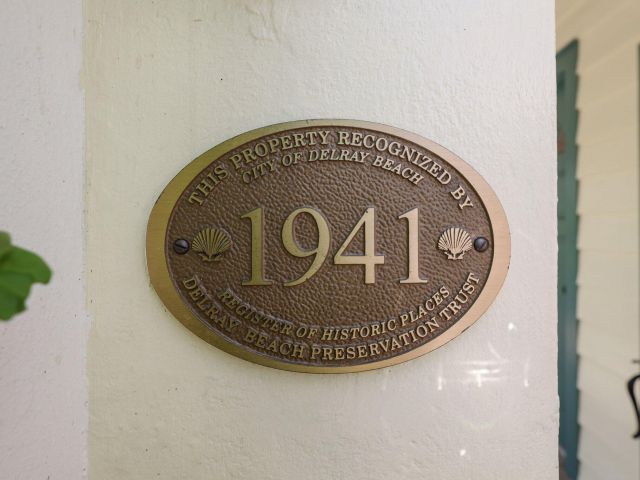 THIS PROPERTY RECOGNIZED BY
CITY OF DELRAY BEACH
1941
REGISTER OF HISTORIC PLACES
DELRAY BEACH PRESERVATION TRUST